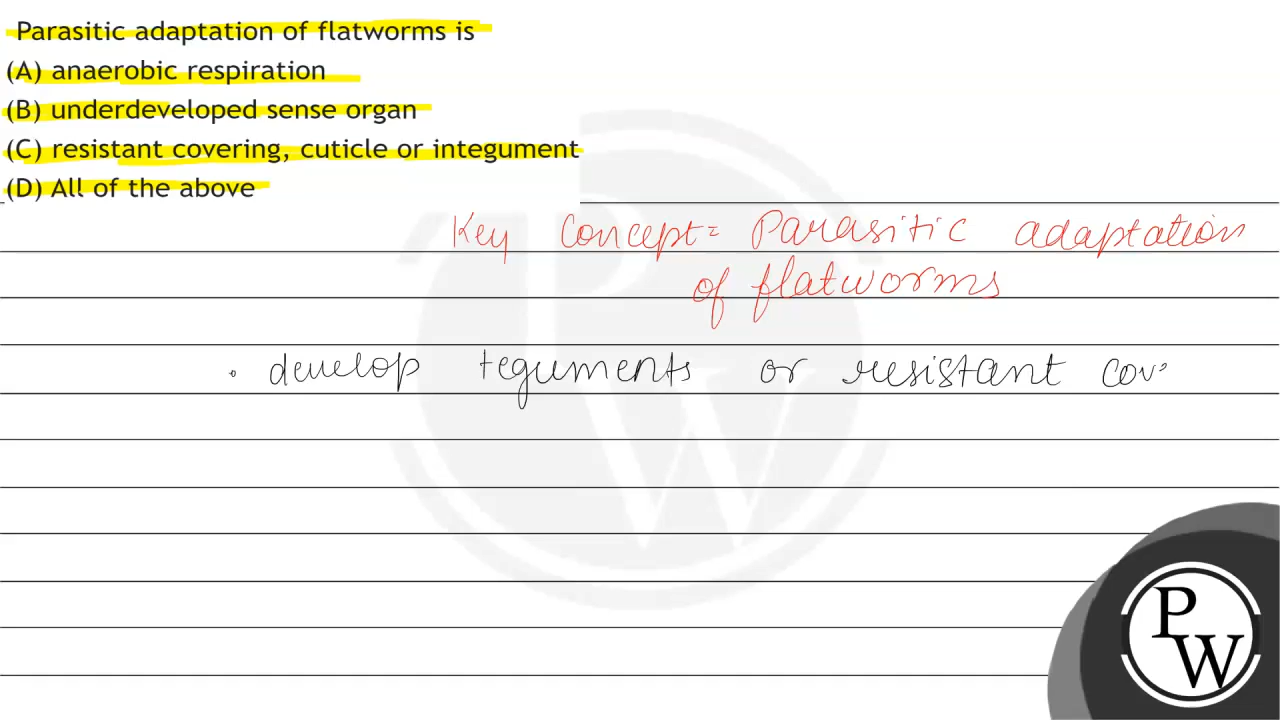 Parasitic adaptation of flatworms is
(A) anaerobic respiration
(B) underdeveloped sense organ
(C) resistant covering, cuticle or integument
(D) All of the above
Key Concept= Parasitic adaptation
of flatworms
• develop teguments or resistant cov
P
W